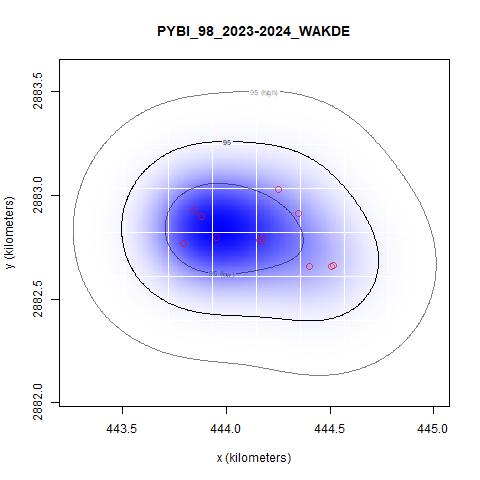 PYBI_98_2023-2024_WAKDE
95 (high)
95
95 (low)
2883.5
2883.0
2882.5
2882.0
y (kilometers)
443.5 444.0 444.5 445.0
x (kilometers)